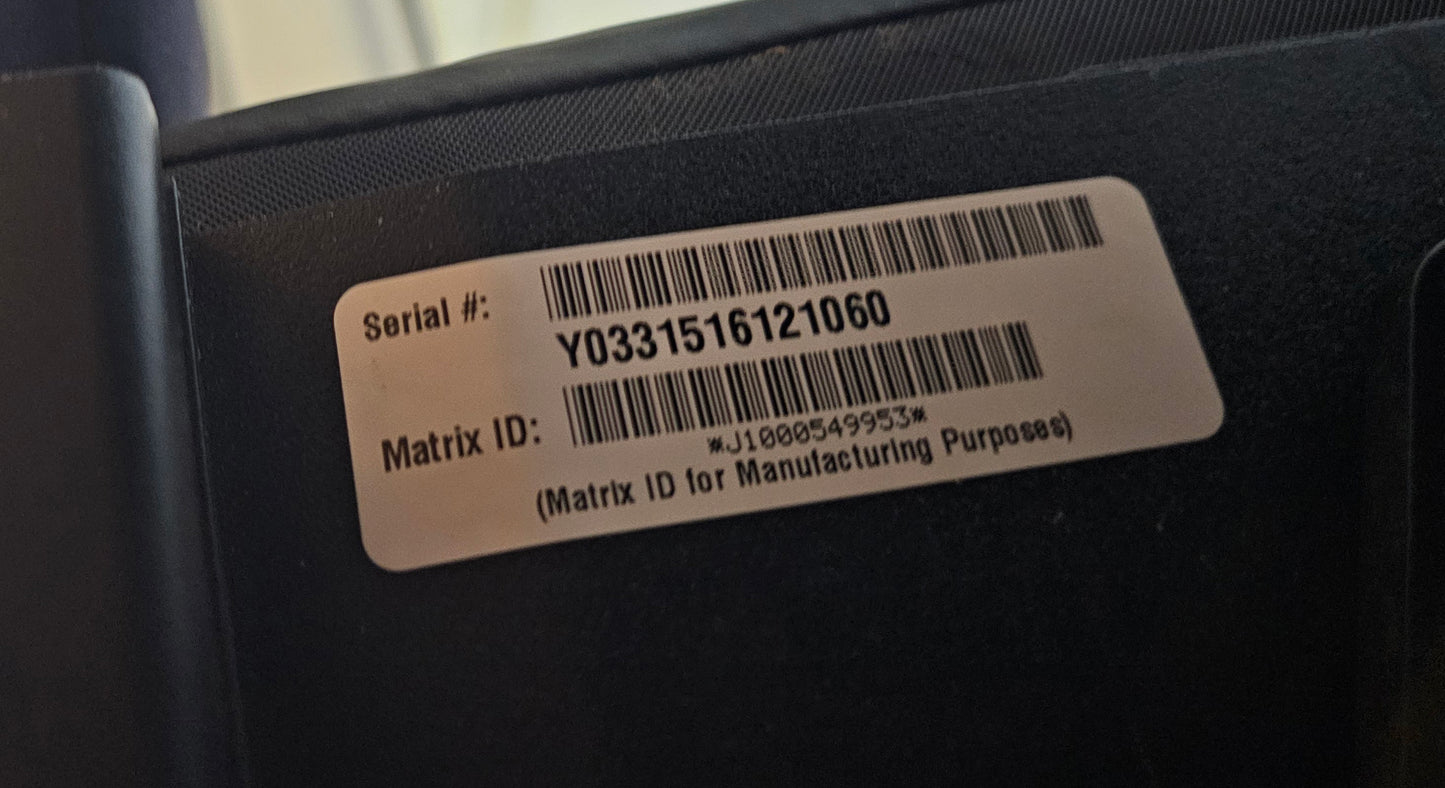 Serial #:
Y0331516121060
Matrix ID:
*J1000549953*
(Matrix ID for Manufacturing Purposes)